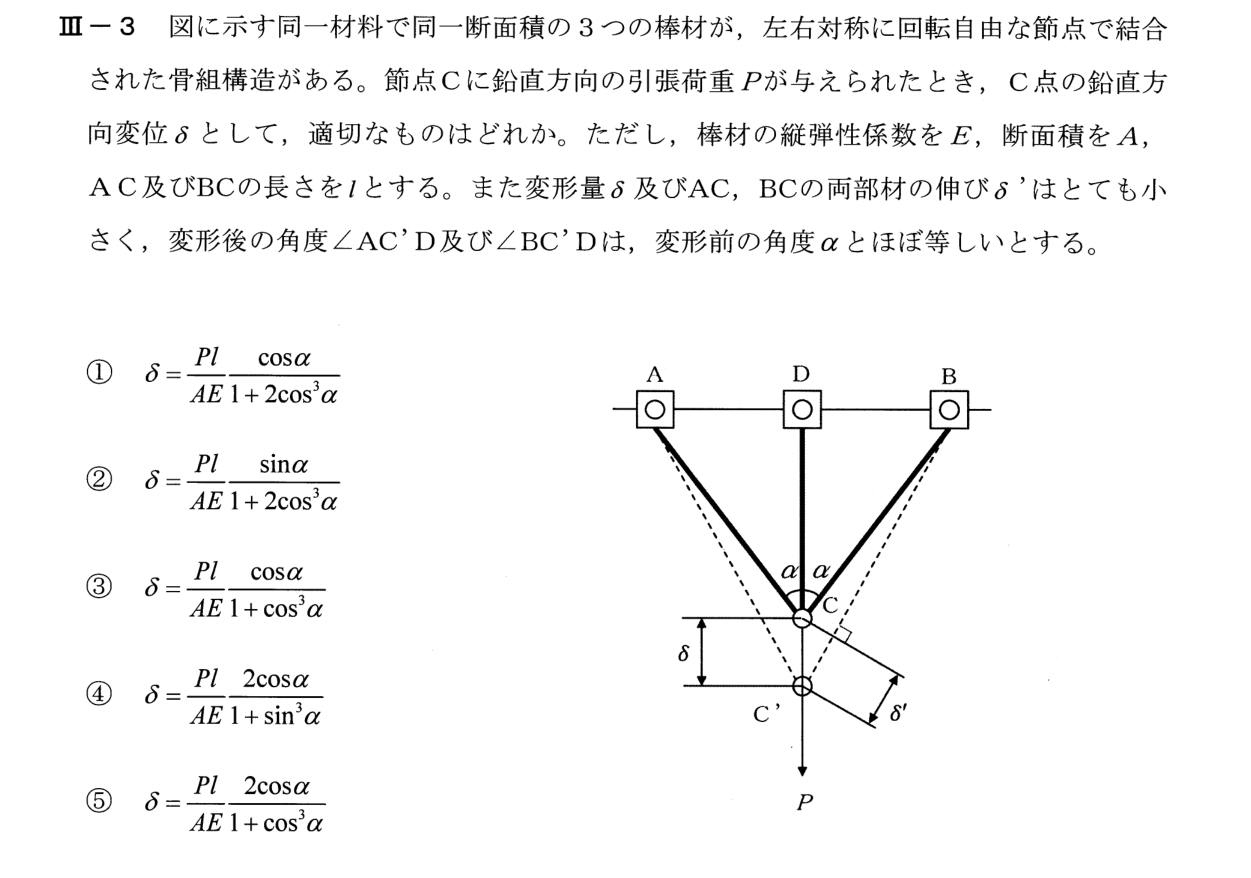 Ⅲ－３　図に示す同一材料で同一断面積の３つの棒材が，左右対称に回転自由な節点で結合
された骨組構造がある。節点Ｃに鉛直方向の引張荷重 P が与えられたとき，Ｃ点の鉛直方
向変位 δ として，適切なものはどれか。ただし，棒材の縦弾性係数を E，断面積を A，
ＡＣ及びBCの長さを l とする。また変形量 δ 及びAC，BCの両部材の伸び δ ’はとても小
さく，変形後の角度∠AC’D及び∠BC’Dは，変形前の角度 α とほぼ等しいとする。
① δ = Pl/AE cosα/(1+2cos³α)
② δ = Pl/AE sinα/(1+2cos³α)
③ δ = Pl/AE cosα/(1+cos³α)
④ δ = Pl/AE 2cosα/(1+sin³α)
⑤ δ = Pl/AE 2cosα/(1+cos³α)
A D B
α α
C
δ
C’ δ′
P